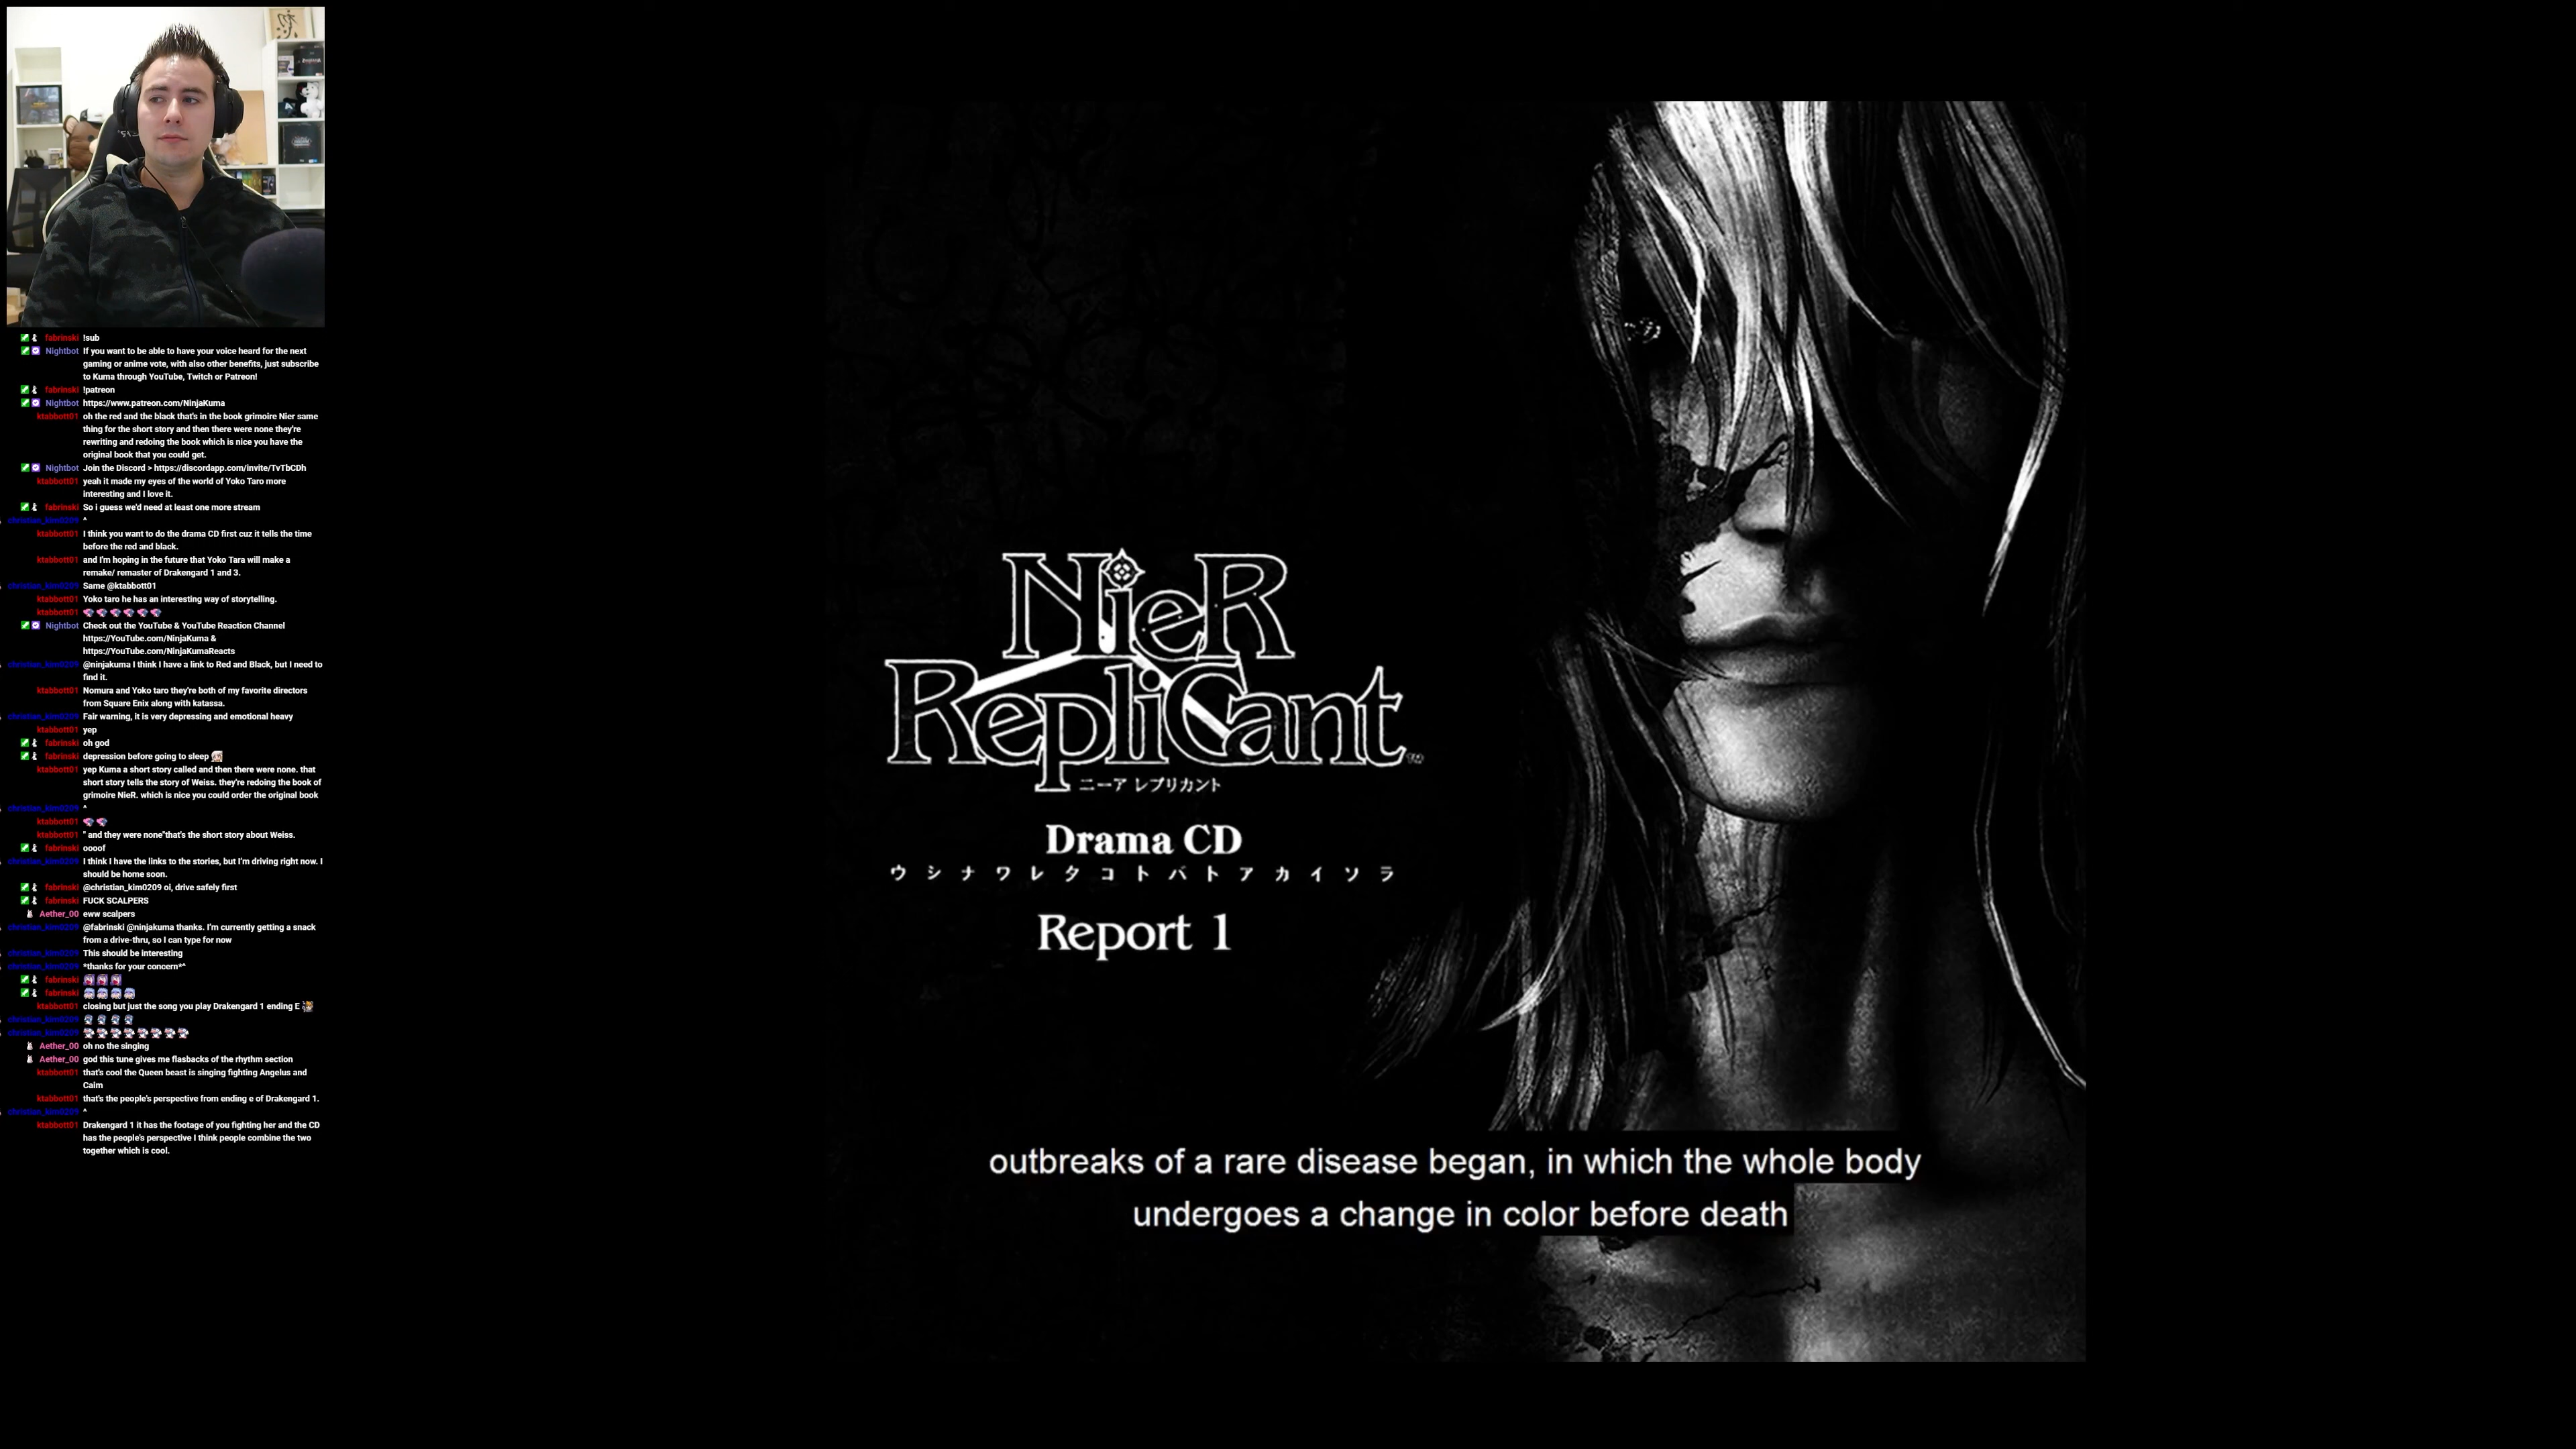 fabrinski !sub
Nightbot If you want to be able to have your voice heard for the next
gaming or anime vote, with also other benefits, just subscribe
to Kuma through YouTube, Twitch or Patreon!
fabrinski !patreon
Nightbot https://www.patreon.com/NinjaKuma
ktabbott01 oh the red and the black that's in the book grimoire Nier same
thing for the short story and then there were none they're
rewriting and redoing the book which is nice you have the
original book that you could get.
Nightbot Join the Discord > https://discordapp.com/invite/TvTbCDh
ktabbott01 yeah it made my eyes of the world of Yoko Taro more
interesting and I love it.
fabrinski So i guess we'd need at least one more stream
christian_kim0209 ^
ktabbott01 I think you want to do the drama CD first cuz it tells the time
before the red and black.
ktabbott01 and I'm hoping in the future that Yoko Tara will make a
remake/ remaster of Drakengard 1 and 3.
christian_kim0209 Same @ktabbott01
ktabbott01 Yoko taro he has an interesting way of storytelling.
ktabbott01
Nightbot Check out the YouTube & YouTube Reaction Channel
https://YouTube.com/NinjaKuma &
https://YouTube.com/NinjaKumaReacts
christian_kim0209 @ninjakuma I think I have a link to Red and Black, but I need to
find it.
ktabbott01 Nomura and Yoko taro they're both of my favorite directors
from Square Enix along with katassa.
christian_kim0209 Fair warning, it is very depressing and emotional heavy
ktabbott01 yep
fabrinski oh god
fabrinski depression before going to sleep
ktabbott01 yep Kuma a short story called and then there were none. that
short story tells the story of Weiss. they're redoing the book of
grimoire NieR. which is nice you could order the original book
christian_kim0209 ^
ktabbott01
ktabbott01 " and they were none"that's the short story about Weiss.
fabrinski oooof
christian_kim0209 I think I have the links to the stories, but I'm driving right now. I
should be home soon.
fabrinski @christian_kim0209 oi, drive safely first
fabrinski FUCK SCALPERS
Aether_00 eww scalpers
christian_kim0209 @fabrinski @ninjakuma thanks. I'm currently getting a snack
from a drive-thru, so I can type for now
christian_kim0209 This should be interesting
christian_kim0209 *thanks for your concern*^
fabrinski
fabrinski
ktabbott01 closing but just the song you play Drakengard 1 ending E
christian_kim0209
christian_kim0209
Aether_00 oh no the singing
Aether_00 god this tune gives me flasbacks of the rhythm section
ktabbott01 that's cool the Queen beast is singing fighting Angelus and
Caim
ktabbott01 that's the people's perspective from ending e of Drakengard 1.
christian_kim0209 ^
ktabbott01 Drakengard 1 it has the footage of you fighting her and the CD
has the people's perspective I think people combine the two
together which is cool.
NieR
RepliCant™
ニーア レプリカント
Drama CD
ウシナワレタコトバトアカイソラ
Report 1
outbreaks of a rare disease began, in which the whole body
undergoes a change in color before death